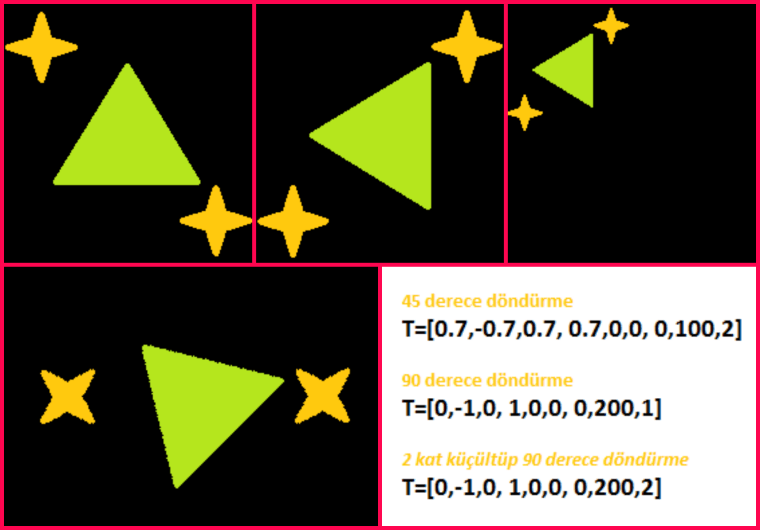 45 derece döndürme
T=[0.7,-0.7,0.7, 0.7,0,0, 0,100,2]
90 derece döndürme
T=[0,-1,0, 1,0,0, 0,200,1]
2 kat küçültüp 90 derece döndürme
T=[0,-1,0, 1,0,0, 0,200,2]